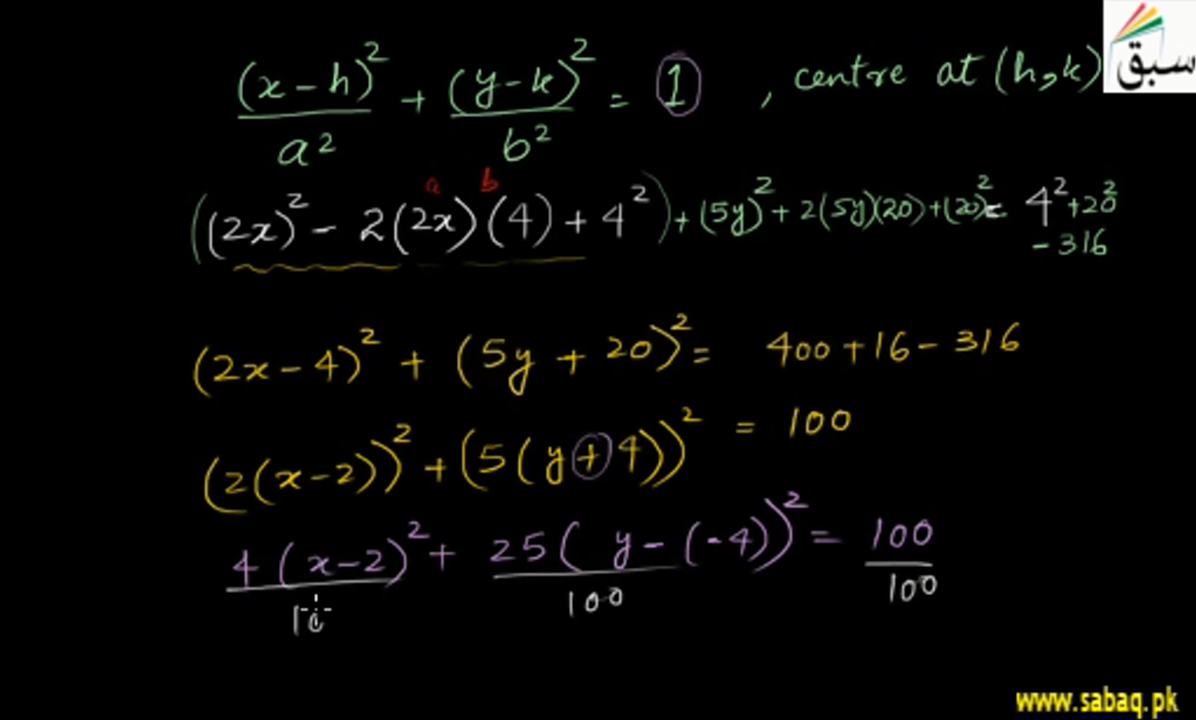 (x-h)²/a² + (y-k)²/b² = 1 , centre at (h,k)
سبق
a b
((2x)² - 2(2x)(4) + 4²) + (5y)² + 2(5y)(20) + (20)² = 4² + 20²
- 316
(2x-4)² + (5y + 20)² = 400 + 16 - 316
(2(x-2))² + (5(y+4))² = 100
4(x-2)²/10 + 25(y-(-4))²/100 = 100/100
www.sabaq.pk